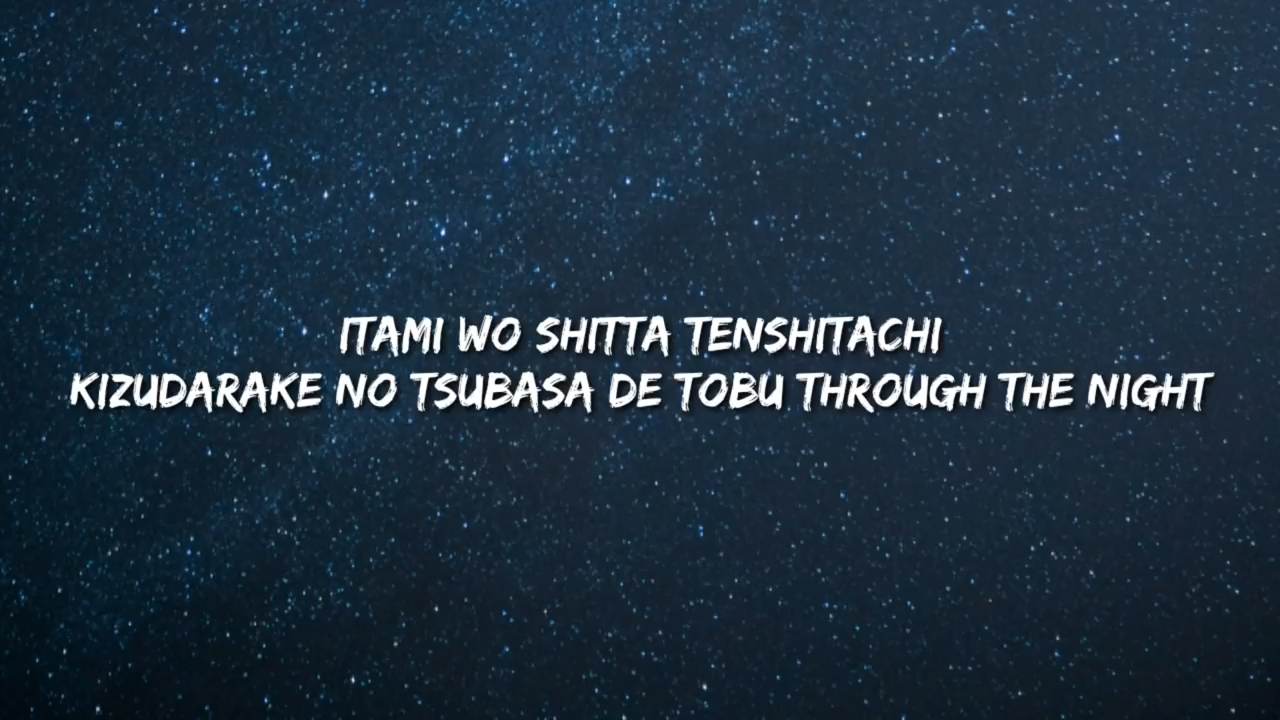 ITAMI WO SHITTA TENSHITACHI
KIZUDARAKE NO TSUBASA DE TOBU THROUGH THE NIGHT